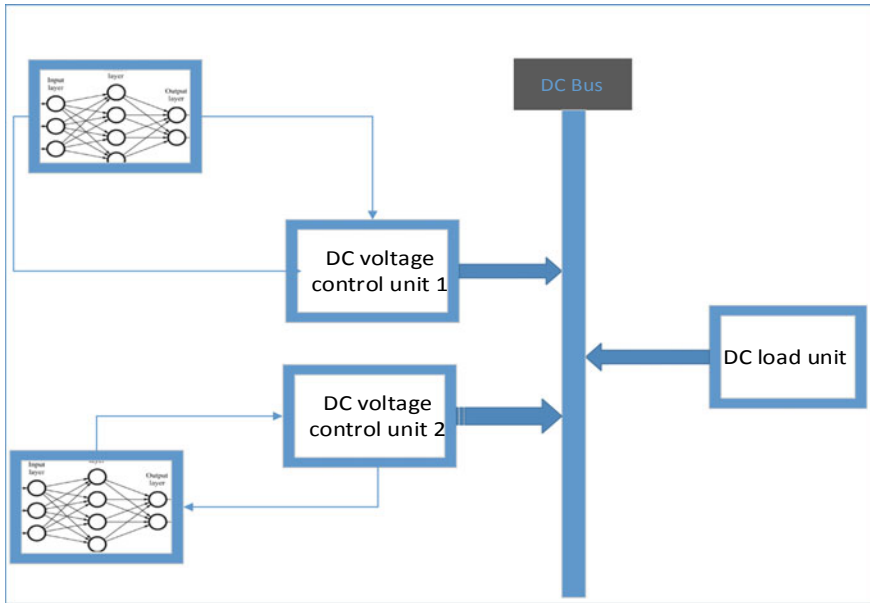 Input
layer
layer
Output
layer
DC Bus
DC voltage
control unit 1
DC load unit
DC voltage
control unit 2
Input
layer
Output
layer